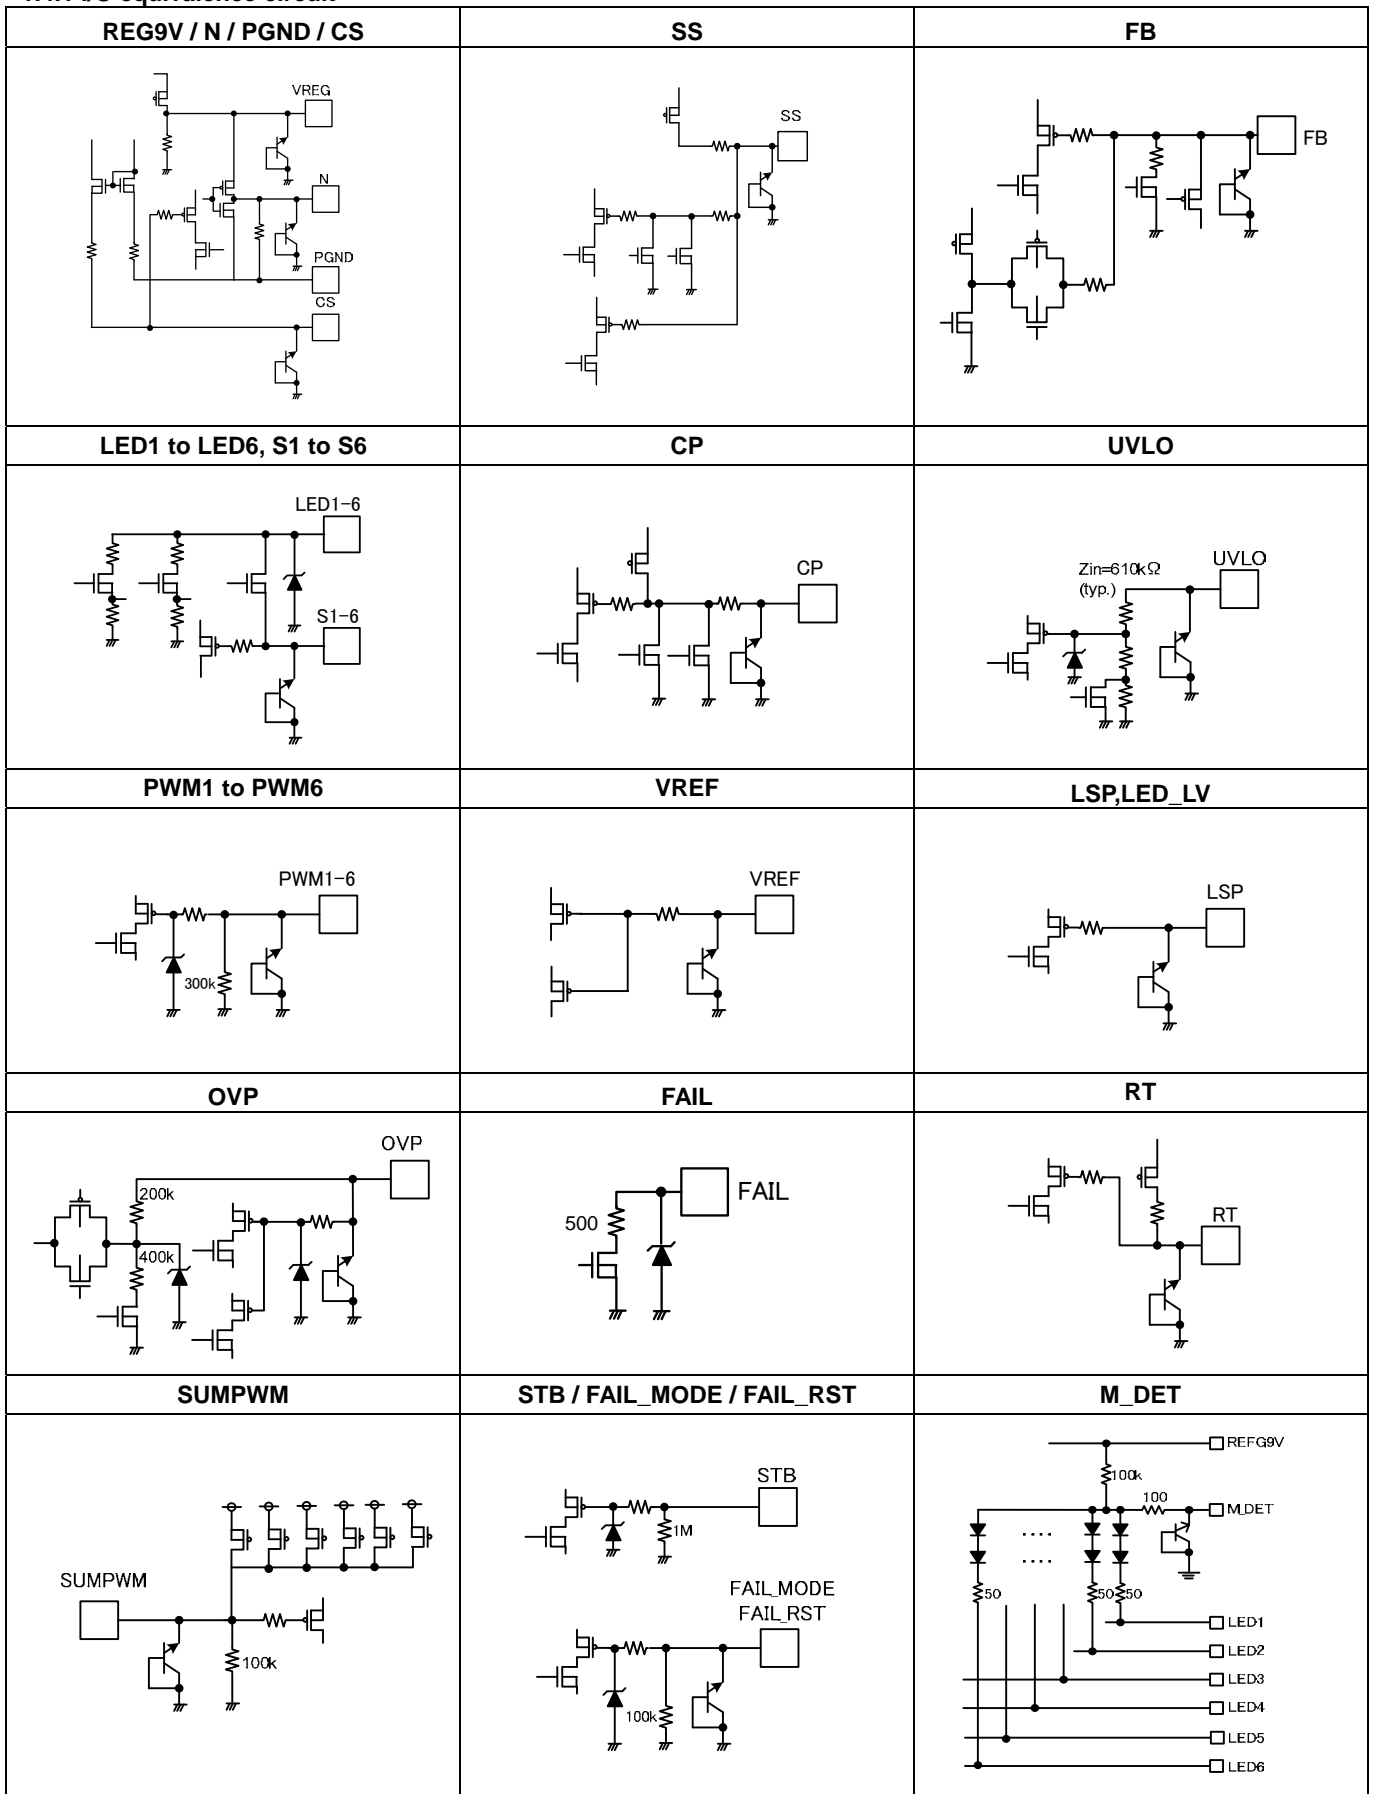 REG9V / N / PGND / CS
SS
FB
VREG
N
PGND
CS
SS
FB
LED1 to LED6, S1 to S6
CP
UVLO
LED1-6
S1-6
CP
Zin=610kΩ
(typ.)
UVLO
PWM1 to PWM6
VREF
LSP,LED_LV
PWM1-6
300k
VREF
LSP
OVP
FAIL
RT
OVP
200k
400k
500
FAIL
RT
SUMPWM
STB / FAIL_MODE / FAIL_RST
M_DET
SUMPWM
100k
STB
1M
FAIL_MODE
FAIL_RST
100k
REFG9V
100k
100
M_DET
....
....
50
50
50
LED1
LED2
LED3
LED4
LED5
LED6